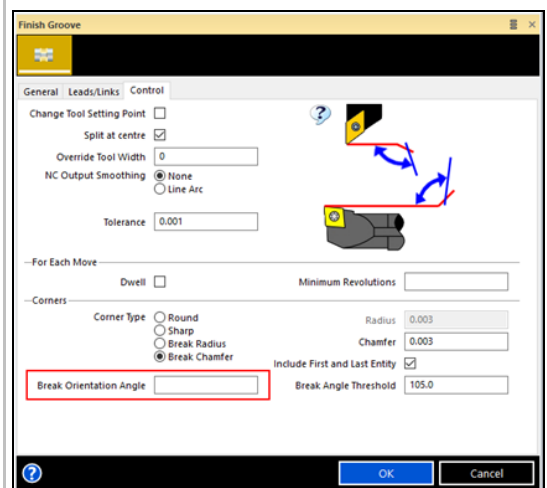 Finish Groove
General Leads/Links Control
Change Tool Setting Point
Split at centre
Override Tool Width 0
NC Output Smoothing None
Line Arc
Tolerance 0.001
For Each Move
Dwell Minimum Revolutions
Corners
Corner Type Round Radius 0.003
Sharp
Break Radius Chamfer 0.003
Break Chamfer Include First and Last Entity
Break Orientation Angle Break Angle Threshold 105.0
? OK Cancel